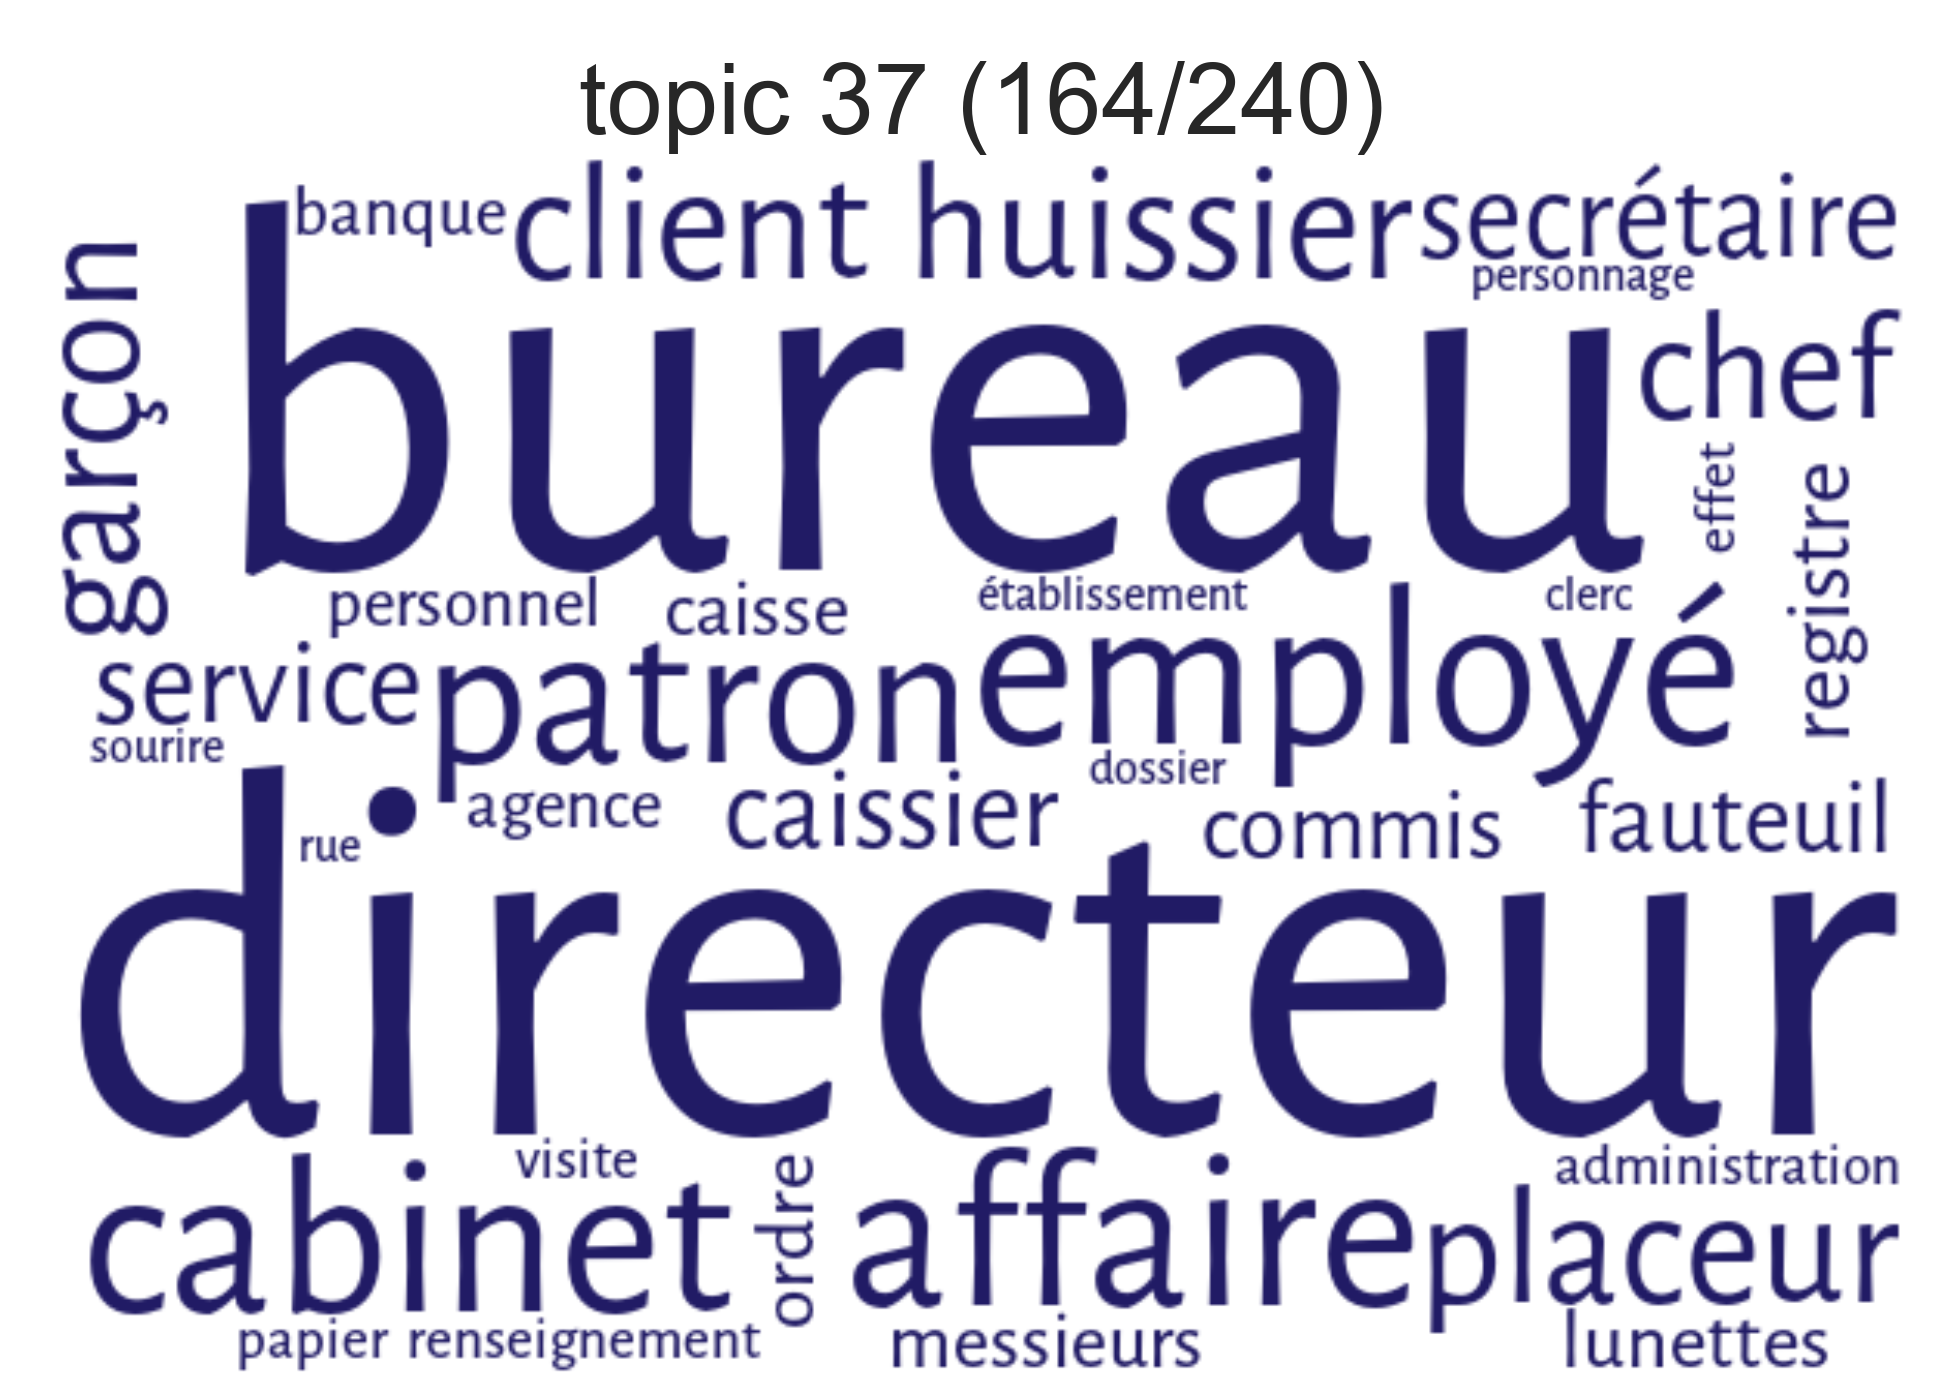 topic 37 (164/240)
banque client huissier secrétaire
personnage
garçon bureau chef
effet registre
personnel caisse établissement clerc
service patron employé
sourire dossier
agence caissier commis fauteuil
rue
directeur
visite administration
cabinet ordre affaire placeur
papier renseignement messieurs lunettes